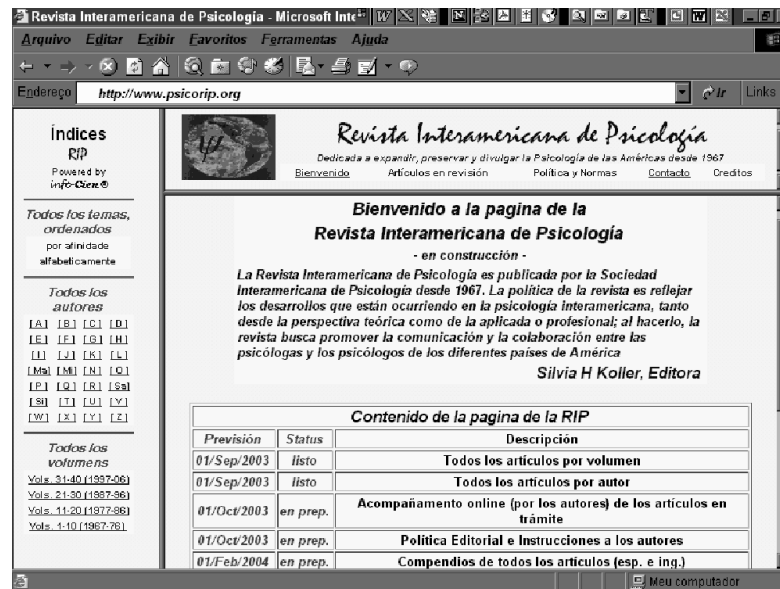 Revista Interamericana de Psicología - Microsoft Inte
Arquivo Editar Exibir Favoritos Ferramentas Ajuda
Endereço http://www.psicorip.org Ir Links
Índices
RIP
Powered by
info-Cien®
Todos los temas,
ordenados
por afinidade
alfabeticamente
Todos los
autores
[A] [B] [C] [D]
[E] [F] [G] [H]
[I] [J] [K] [L]
[Ma] [Mi] [N] [O]
[P] [Q] [R] [Sa]
[Si] [T] [U] [V]
[W] [X] [Y] [Z]
Todos los
volumens
Vols. 31-40 (1997-06)
Vols. 21-30 (1987-96)
Vols. 11-20 (1977-86)
Vols. 1-10 (1967-76)
Revista Interamericana de Psicología
Dedicada a expandir, preservar y divulgar la Psicología de las Américas desde 1967
Bienvenido Artículos en revisión Política y Normas Contacto Creditos
Bienvenido a la pagina de la
Revista Interamericana de Psicología
- en construcción -
La Revista Interamericana de Psicología es publicada por la Sociedad
Interamericana de Psicología desde 1967. La política de la revista es reflejar
los desarrollos que están ocurriendo en la psicología interamericana, tanto
desde la perspectiva teórica como de la aplicada o profesional; al hacerlo, la
revista busca promover la comunicación y la colaboración entre las
psicólogas y los psicólogos de los diferentes países de América
Silvia H Koller, Editora
Contenido de la pagina de la RIP
Previsión Status Descripción
01/Sep/2003 listo Todos los artículos por volumen
01/Sep/2003 listo Todos los artículos por autor
01/Oct/2003 en prep. Acompañamento online (por los autores) de los artículos en
trámite
01/Oct/2003 en prep. Política Editorial e Instrucciones a los autores
01/Feb/2004 en prep. Compendios de todos los artículos (esp. e ing.)
Meu computador